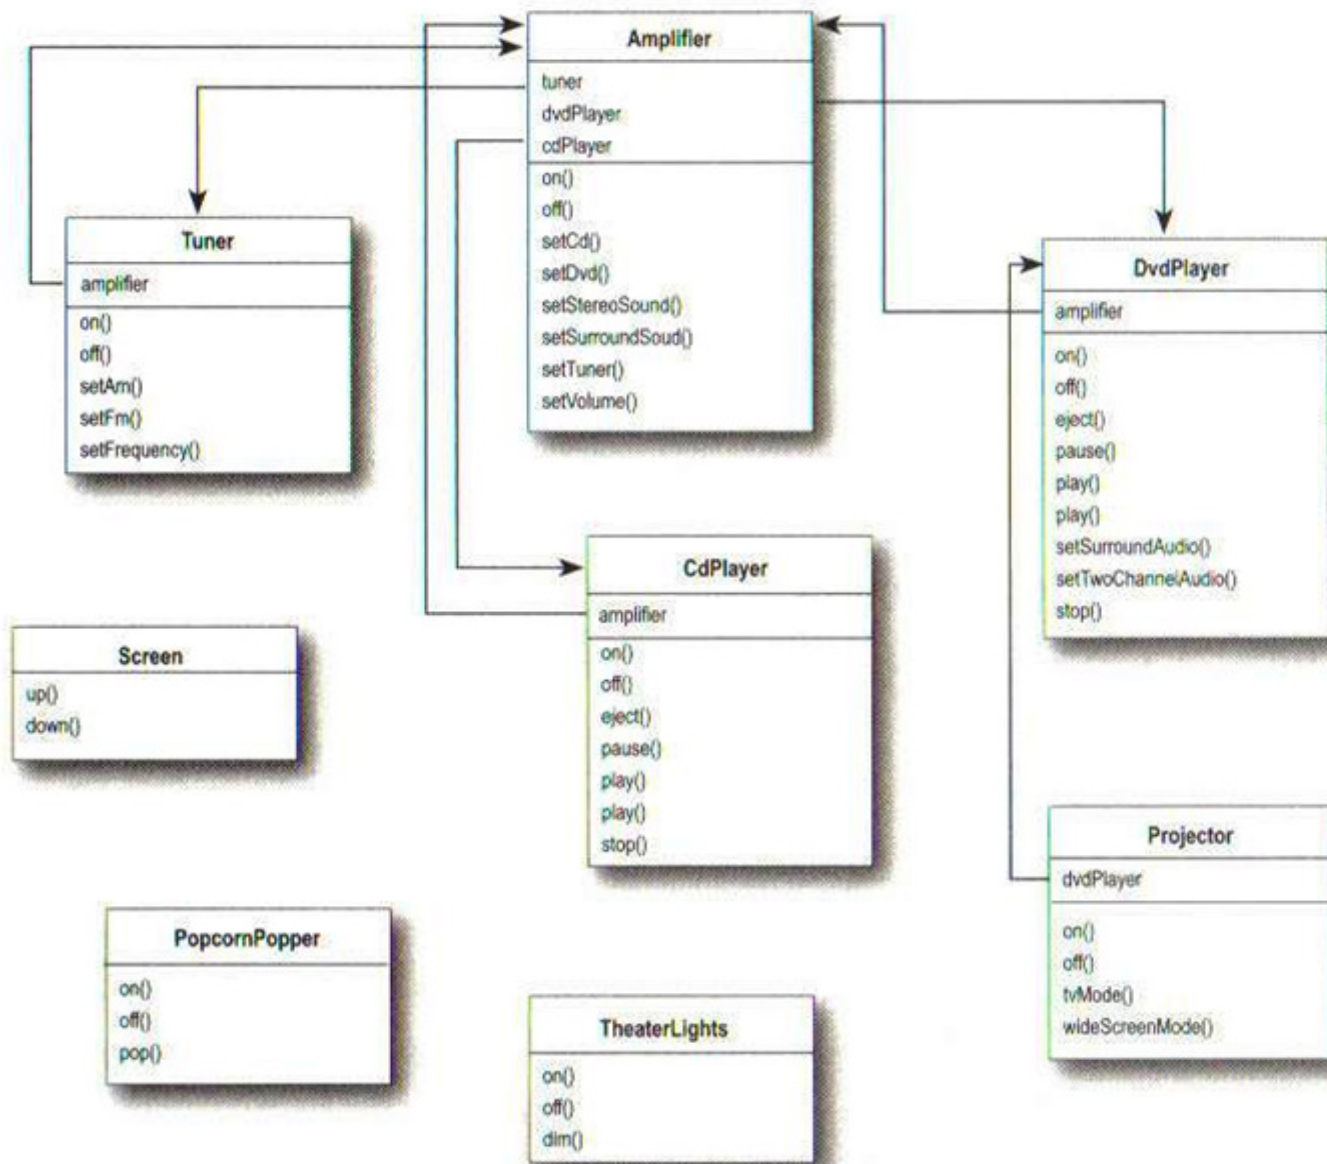 Amplifier
tuner
dvdPlayer
cdPlayer
on()
off()
setCd()
setDvd()
setStereoSound()
setSurroundSoud()
setTuner()
setVolume()
Tuner
amplifier
on()
off()
setAm()
setFm()
setFrequency()
DvdPlayer
amplifier
on()
off()
eject()
pause()
play()
play()
setSurroundAudio()
setTwoChannelAudio()
stop()
CdPlayer
amplifier
on()
off()
eject()
pause()
play()
play()
stop()
Screen
up()
down()
Projector
dvdPlayer
on()
off()
tvMode()
wideScreenMode()
PopcornPopper
on()
off()
pop()
TheaterLights
on()
off()
dim()